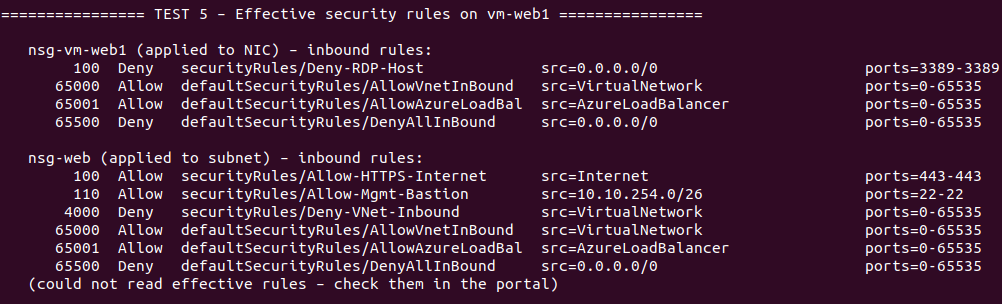 ================ TEST 5 – Effective security rules on vm-web1 ================
nsg-vm-web1 (applied to NIC) – inbound rules:
100 Deny securityRules/Deny-RDP-Host src=0.0.0.0/0 ports=3389-3389
65000 Allow defaultSecurityRules/AllowVnetInBound src=VirtualNetwork ports=0-65535
65001 Allow defaultSecurityRules/AllowAzureLoadBal src=AzureLoadBalancer ports=0-65535
65500 Deny defaultSecurityRules/DenyAllInBound src=0.0.0.0/0 ports=0-65535
nsg-web (applied to subnet) – inbound rules:
100 Allow securityRules/Allow-HTTPS-Internet src=Internet ports=443-443
110 Allow securityRules/Allow-Mgmt-Bastion src=10.10.254.0/26 ports=22-22
4000 Deny securityRules/Deny-VNet-Inbound src=VirtualNetwork ports=0-65535
65000 Allow defaultSecurityRules/AllowVnetInBound src=VirtualNetwork ports=0-65535
65001 Allow defaultSecurityRules/AllowAzureLoadBal src=AzureLoadBalancer ports=0-65535
65500 Deny defaultSecurityRules/DenyAllInBound src=0.0.0.0/0 ports=0-65535
(could not read effective rules – check them in the portal)